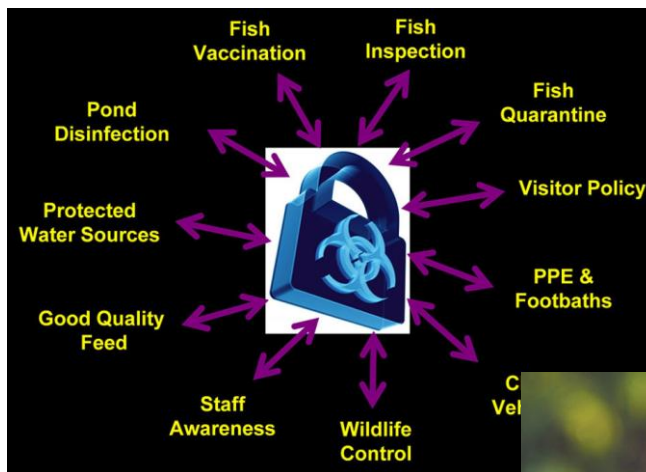 Fish
Vaccination
Fish
Inspection
Pond
Disinfection
Fish
Quarantine
Protected
Water Sources
Visitor Policy
Good Quality
Feed
PPE &
Footbaths
Staff
Awareness
Wildlife
Control